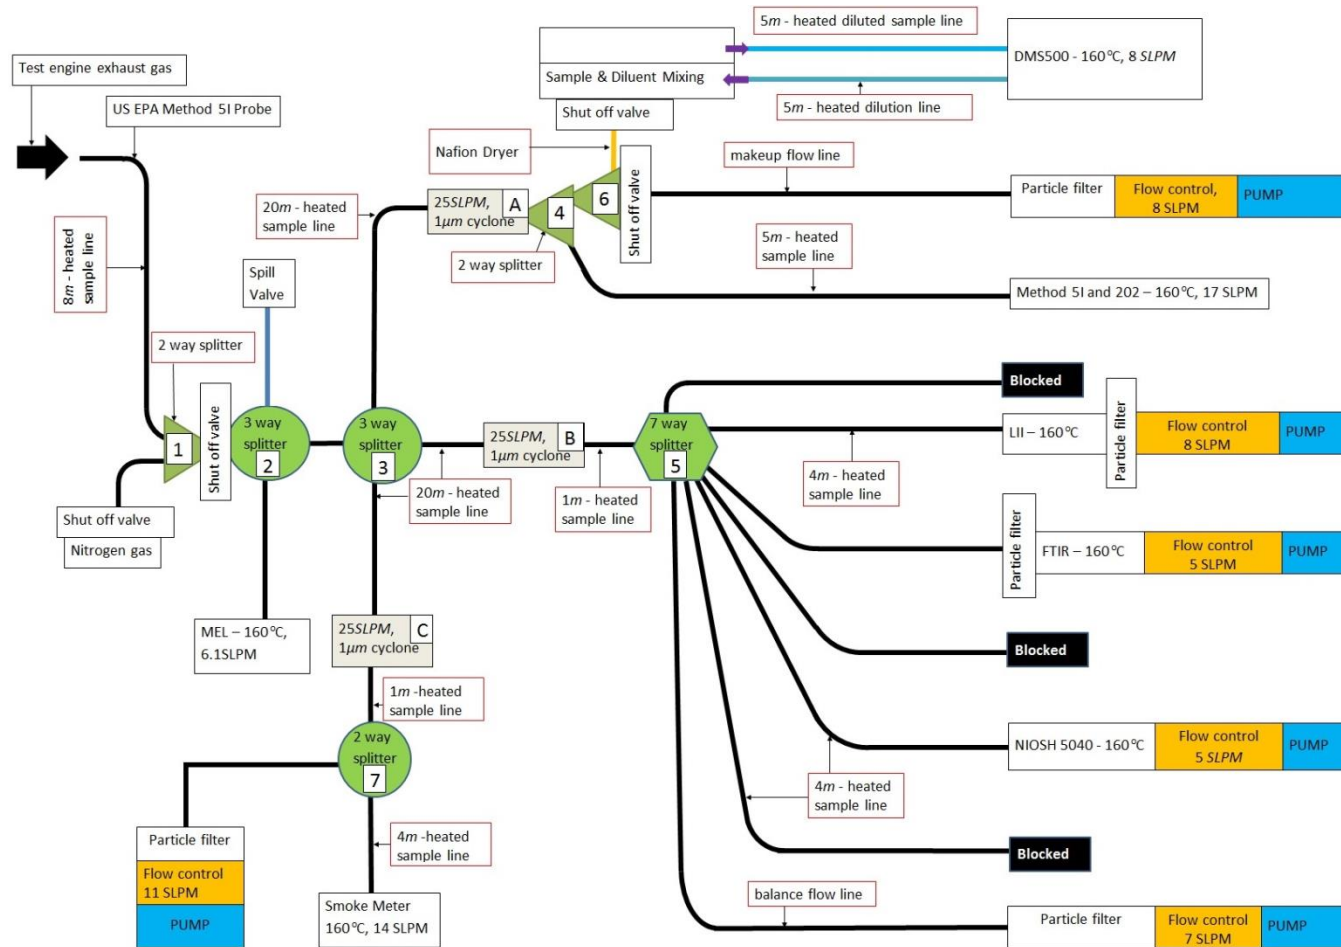 5m - heated diluted sample line
Sample & Diluent Mixing
DMS500 - 160°C, 8 SLPM
5m - heated dilution line
Test engine exhaust gas
US EPA Method 5I Probe
Shut off valve
Nafion Dryer
makeup flow line
6
Shut off valve
Particle filter
Flow control,
8 SLPM
PUMP
20m - heated
sample line
25SLPM,
1µm cyclone
A
4
2 way splitter
5m - heated
sample line
Method 5I and 202 – 160°C, 17 SLPM
8m - heated
sample line
Spill
Valve
2 way splitter
1
Shut off valve
3 way
splitter
2
3 way
splitter
3
25SLPM,
1µm cyclone
B
7 way
splitter
5
Blocked
LII – 160°C
Particle filter
Flow control
8 SLPM
PUMP
20m - heated
sample line
1m - heated
sample line
4m - heated
sample line
Shut off valve
Nitrogen gas
Particle filter
FTIR – 160°C
Flow control
5 SLPM
PUMP
MEL – 160°C,
6.1SLPM
25SLPM,
1µm cyclone
C
Blocked
1m -heated
sample line
2 way
splitter
7
NIOSH 5040 - 160°C
Flow control
5 SLPM
PUMP
4m - heated
sample line
Particle filter
Flow control
11 SLPM
PUMP
4m -heated
sample line
Blocked
Smoke Meter
160°C, 14 SLPM
balance flow line
Particle filter
Flow control
7 SLPM
PUMP